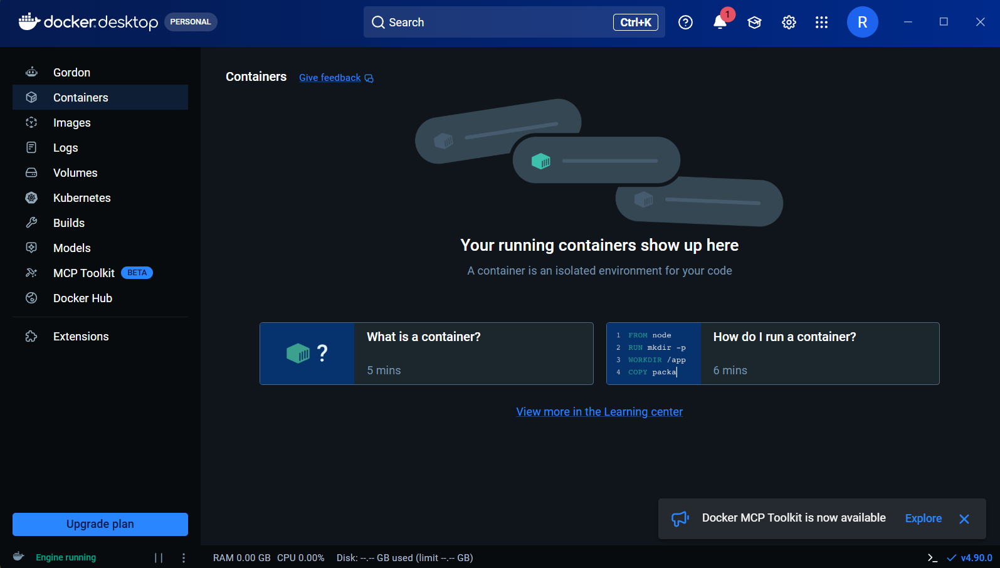 docker.desktop PERSONAL
Search Ctrl+K
1
R
Gordon
Containers
Images
Logs
Volumes
Kubernetes
Builds
Models
MCP Toolkit BETA
Docker Hub
Extensions
Upgrade plan
Containers Give feedback
Your running containers show up here
A container is an isolated environment for your code
?
What is a container?
5 mins
1 FROM node
2 RUN mkdir -p
3 WORKDIR /app
4 COPY packa
How do I run a container?
6 mins
View more in the Learning center
Docker MCP Toolkit is now available Explore
Engine running
RAM 0.00 GB CPU 0.00% Disk: --.-- GB used (limit --.-- GB)
v4.90.0